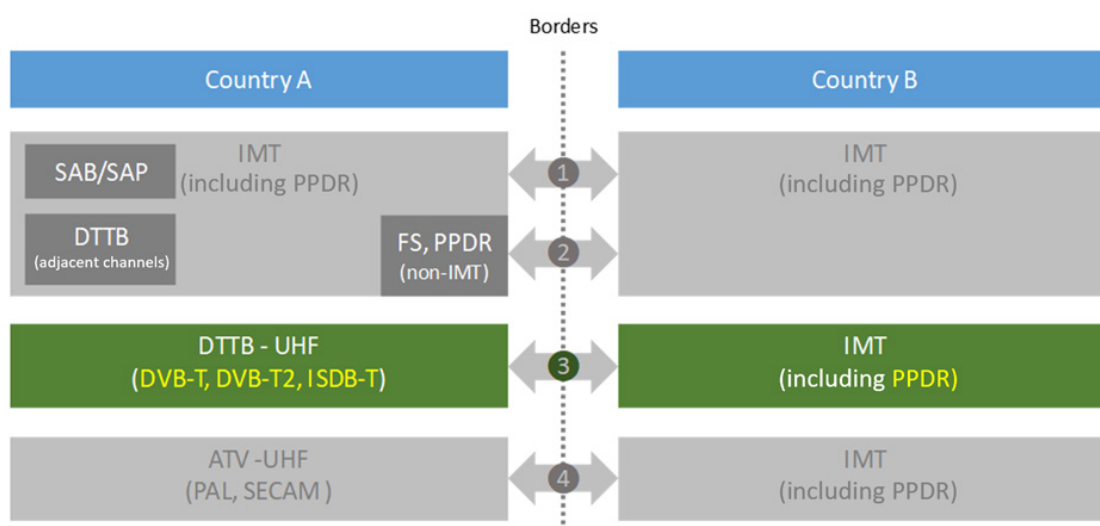 Borders
Country A
Country B
SAB/SAP
IMT
(including PPDR)
DTTB
(adjacent channels)
FS, PPDR
(non-IMT)
1
2
IMT
(including PPDR)
DTTB - UHF
(DVB-T, DVB-T2, ISDB-T)
3
IMT
(including PPDR)
ATV -UHF
(PAL, SECAM )
4
IMT
(including PPDR)